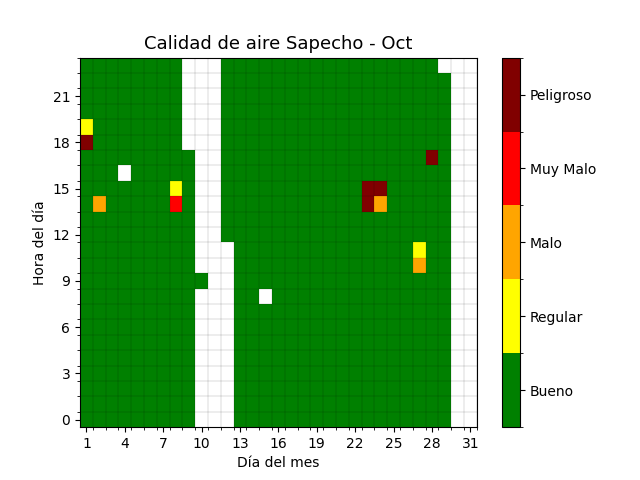 Calidad de aire Sapecho - Oct
Hora del día
21
18
15
12
9
6
3
0
1 4 7 10 13 16 19 22 25 28 31
Día del mes
Peligroso
Muy Malo
Malo
Regular
Bueno